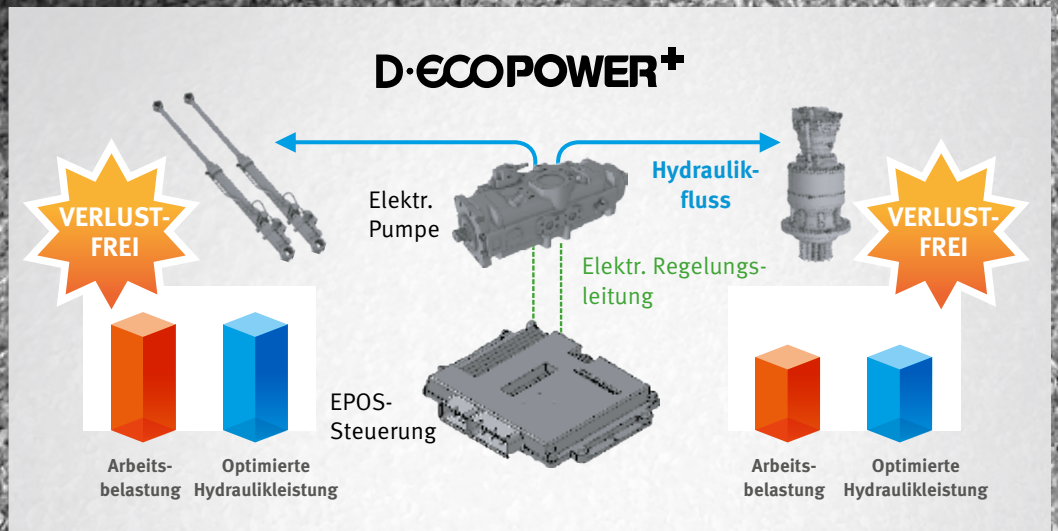 D·ECOPOWER+
VERLUST-
FREI
Elektr.
Pumpe
Hydraulik-
fluss
VERLUST-
FREI
Elektr. Regelungs-
leitung
EPOS-
Steuerung
Arbeits-
belastung
Optimierte
Hydraulikleistung
Arbeits-
belastung
Optimierte
Hydraulikleistung